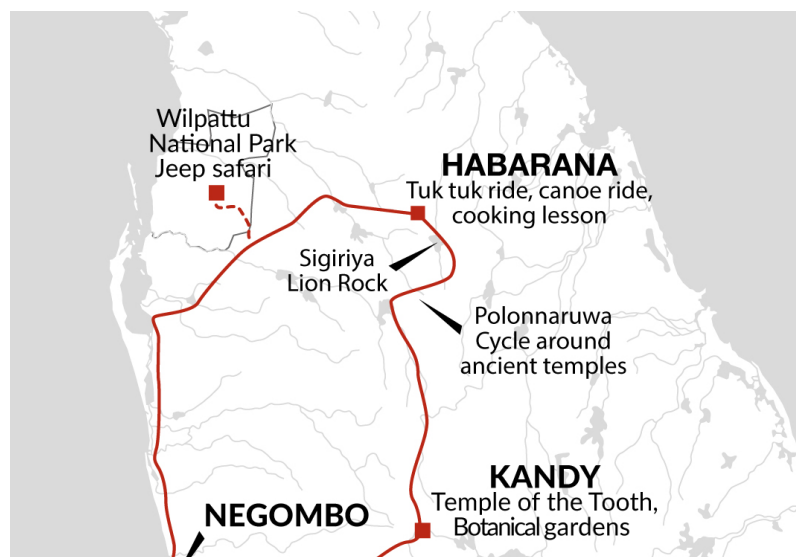 Wilpattu
National Park
Jeep safari
HABARANA
Tuk tuk ride, canoe ride,
cooking lesson
Sigiriya
Lion Rock
Polonnaruwa
Cycle around
ancient temples
KANDY
Temple of the Tooth,
Botanical gardens
NEGOMBO